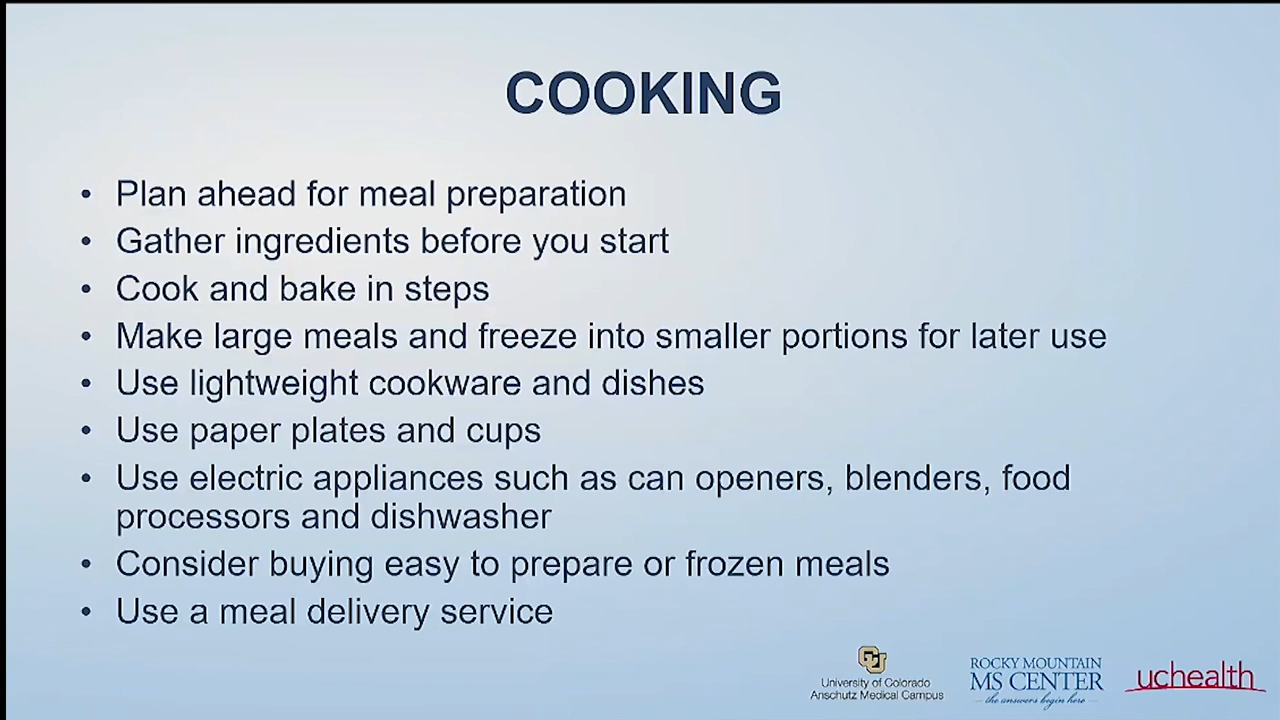 COOKING
• Plan ahead for meal preparation
• Gather ingredients before you start
• Cook and bake in steps
• Make large meals and freeze into smaller portions for later use
• Use lightweight cookware and dishes
• Use paper plates and cups
• Use electric appliances such as can openers, blenders, food
processors and dishwasher
• Consider buying easy to prepare or frozen meals
• Use a meal delivery service
CU
University of Colorado
Anschutz Medical Campus
ROCKY MOUNTAIN
MS CENTER
the answers begin here
uchealth